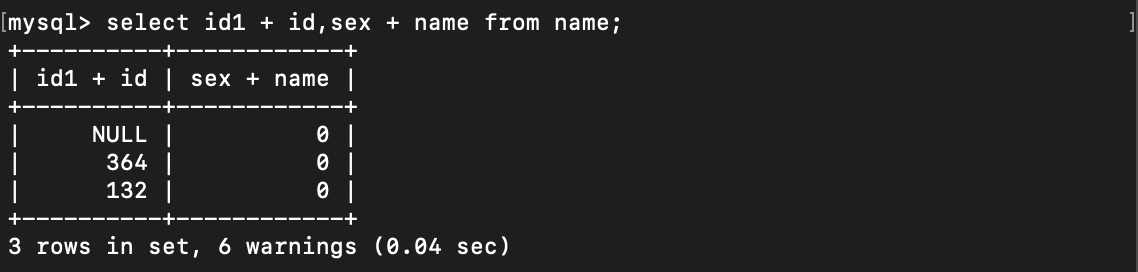 [mysql> select id1 + id,sex + name from name; ]
+----------+------------+
| id1 + id | sex + name |
+----------+------------+
|     NULL |          0 |
|      364 |          0 |
|      132 |          0 |
+----------+------------+
3 rows in set, 6 warnings (0.04 sec)